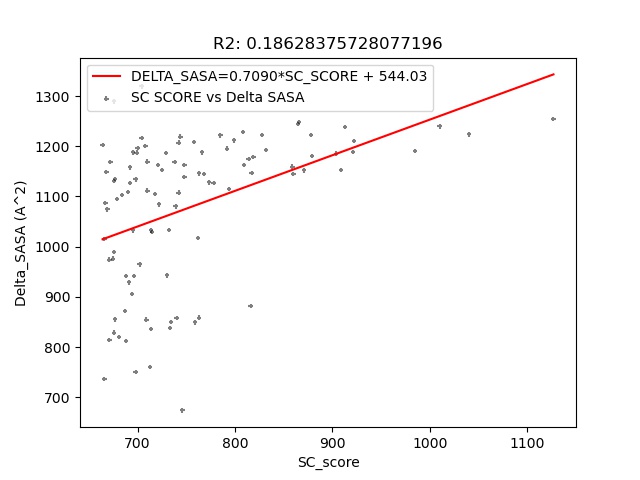 R2: 0.18628375728077196
DELTA_SASA=0.7090*SC_SCORE + 544.03
SC SCORE vs Delta SASA
Delta_SASA (A^2)
1300
1200
1100
1000
900
800
700
700 800 900 1000 1100
SC_score